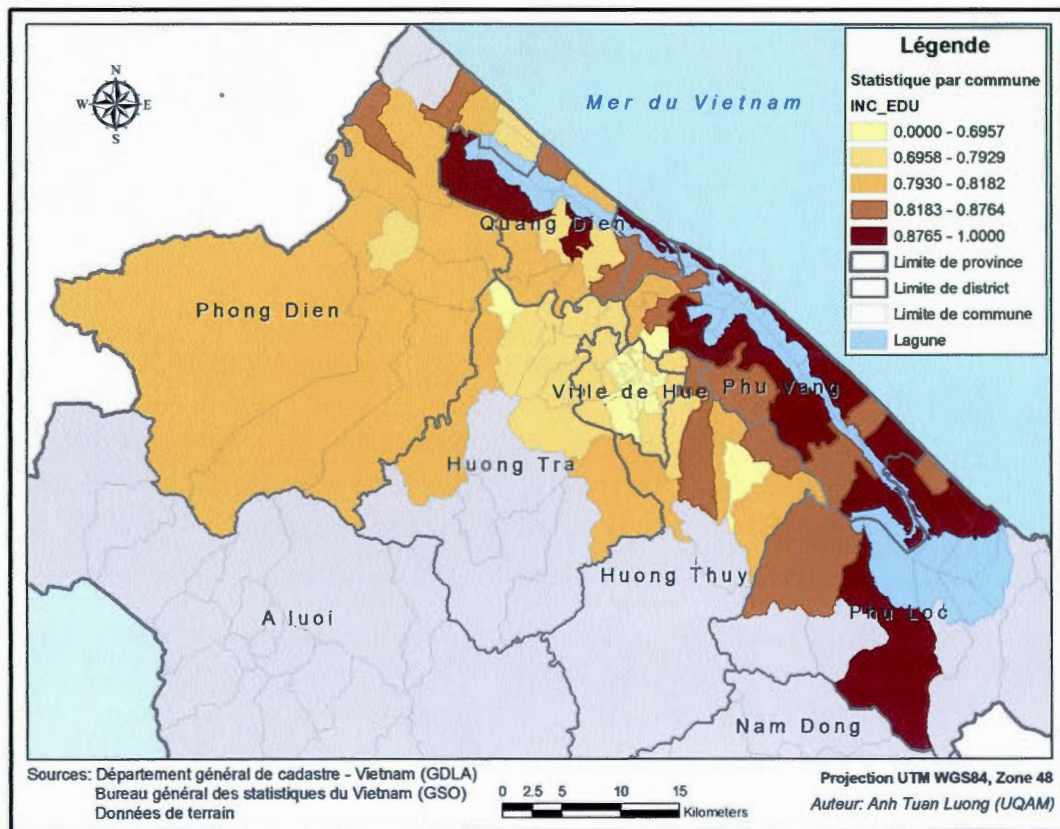 N
W E
S
Mer du Vietnam
Légende
Statistique par commune
INC_EDU
0.0000 - 0.6957
0.6958 - 0.7929
0.7930 - 0.8182
0.8183 - 0.8764
0.8765 - 1.0000
Limite de province
Limite de district
Limite de commune
Lagune
Quang Dien
Phong Dien
Ville de Hue
Phu Vang
Huong Tra
Huong Thuy
A luoi
Phu Loc
Nam Dong
Sources: Département général de cadastre - Vietnam (GDLA)
Bureau général des statistiques du Vietnam (GSO)
Données de terrain
0 2.5 5 10 15
Kilometers
Projection UTM WGS84, Zone 48
Auteur: Anh Tuan Luong (UQAM)